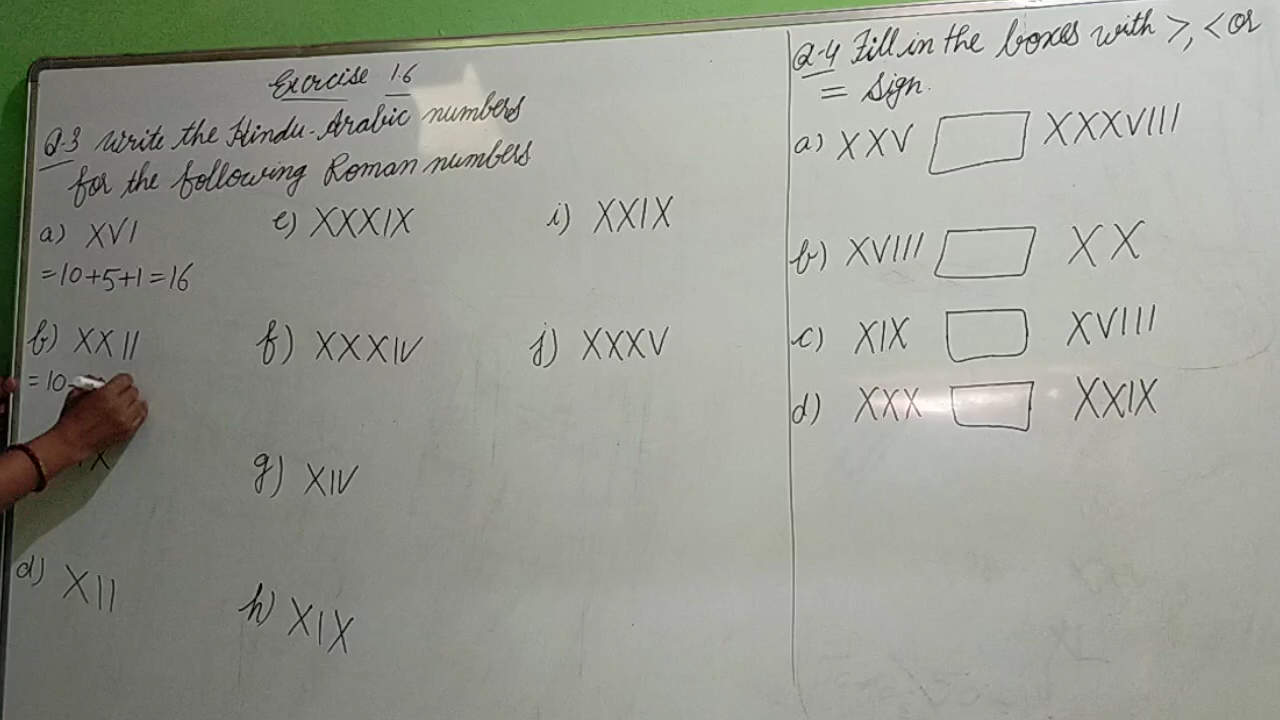 Exercise 1.6
Q.3 Write the Hindu-Arabic numbers
for the following Roman numbers
a) XVI
=10+5+1=16
b) XXII
=10
d) XII
e) XXXIX
f) XXXIV
g) XIV
h) XIX
i) XXIX
j) XXXV
Q.4 Fill in the boxes with >, < or
= sign.
a) XXV XXXVIII
b) XVIII XX
c) XIX XVIII
d) XXX XXIX